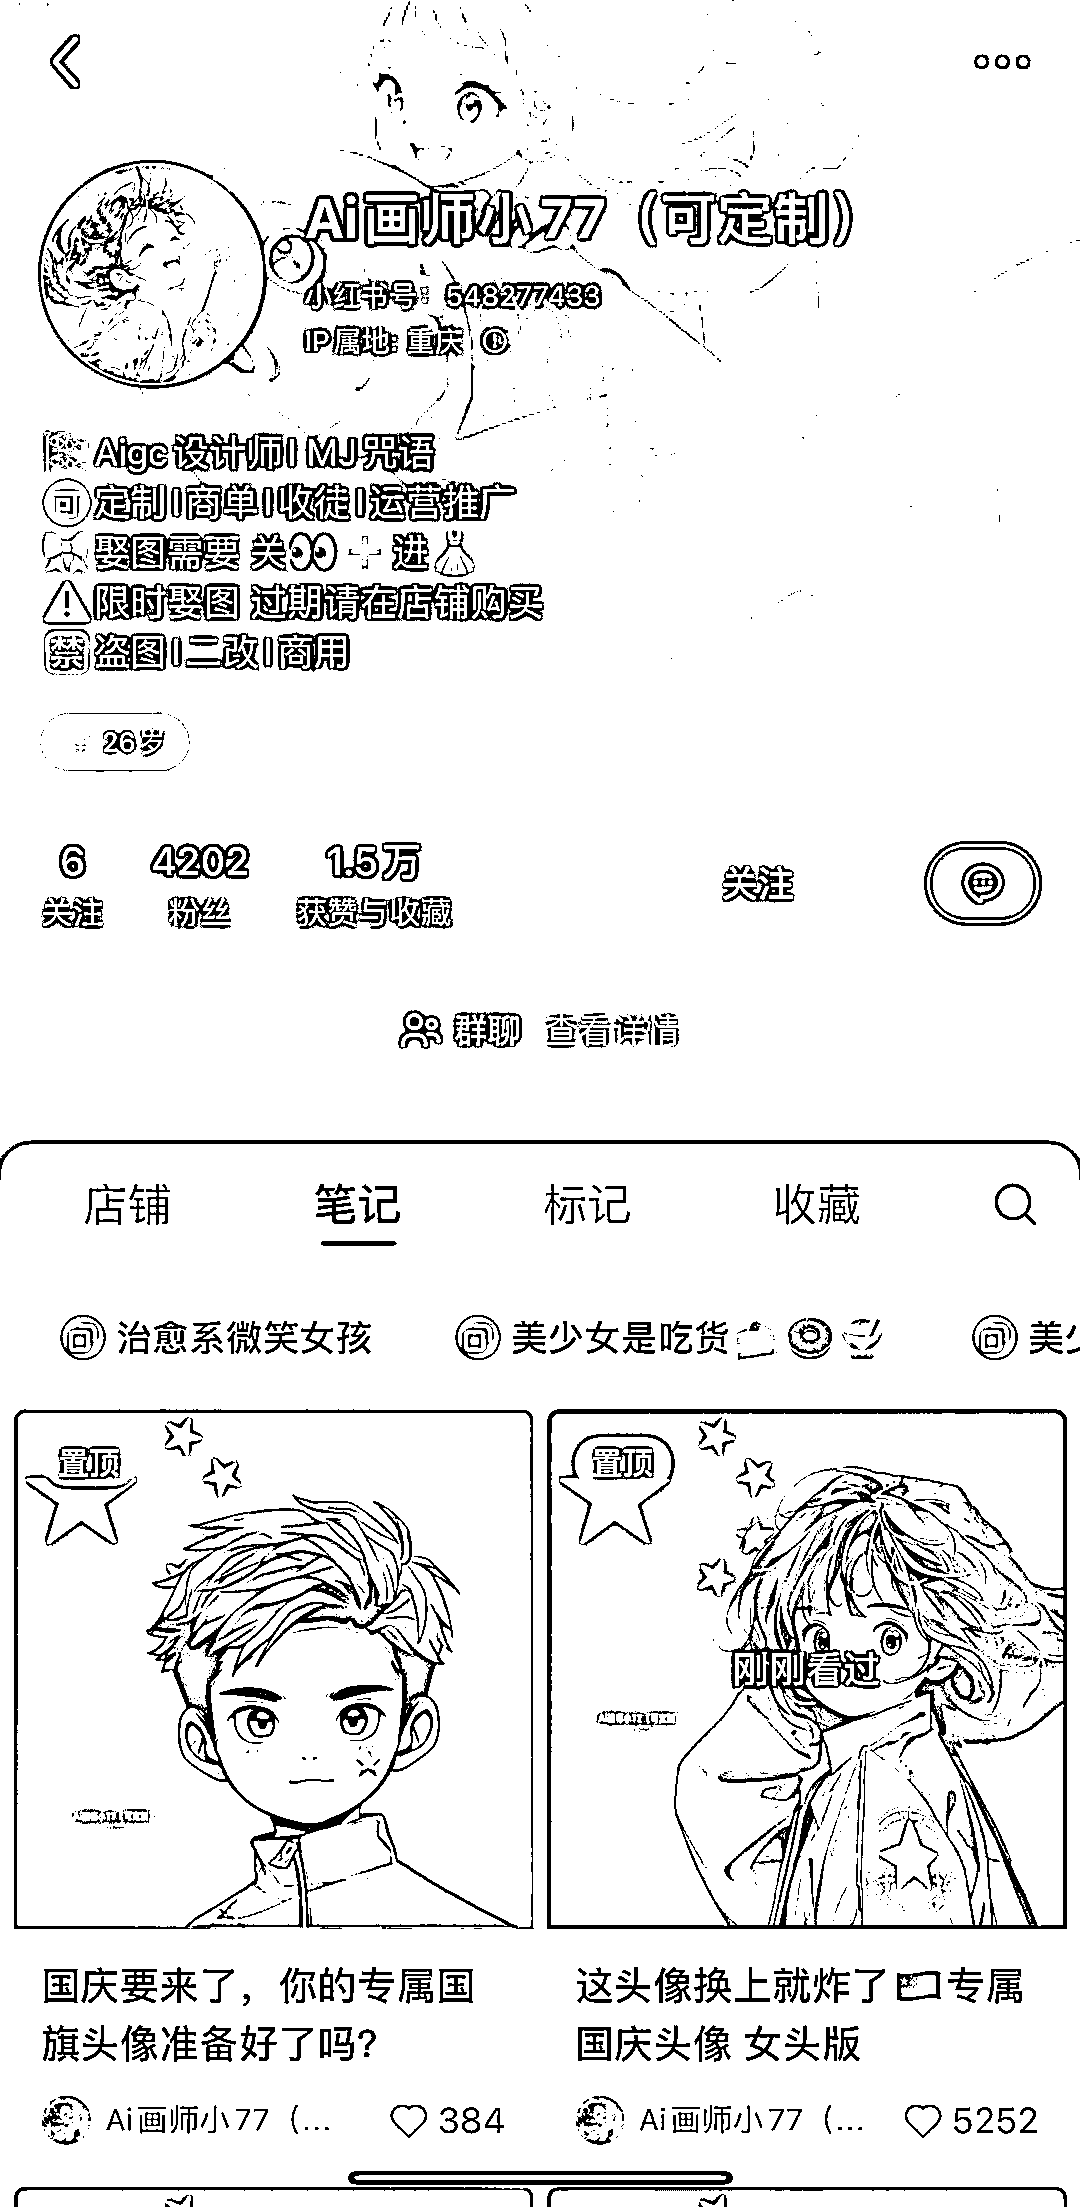 Ai画师小77（可定制）
小红书号：548277433
IP属地：重庆
Aigc设计师 | MJ咒语
可 定制 | 商单 | 收徒 | 运营推广
娶图需要 关👀➕进👗
⚠限时娶图 过期请在店铺购买
禁 盗图 | 二改 | 商用
26岁
6 4202 1.5万
关注 粉丝 获赞与收藏 关注
群聊 查看详情
店铺 笔记 标记 收藏
治愈系微笑女孩 美少女是吃货🍰🍩🍧 美少
置顶 置顶
刚刚看过
国庆要来了，你的专属国 这头像换上就炸了🇨🇳专属
旗头像准备好了吗？ 国庆头像 女头版
Ai画师小77（... 384 Ai画师小77（... 5252